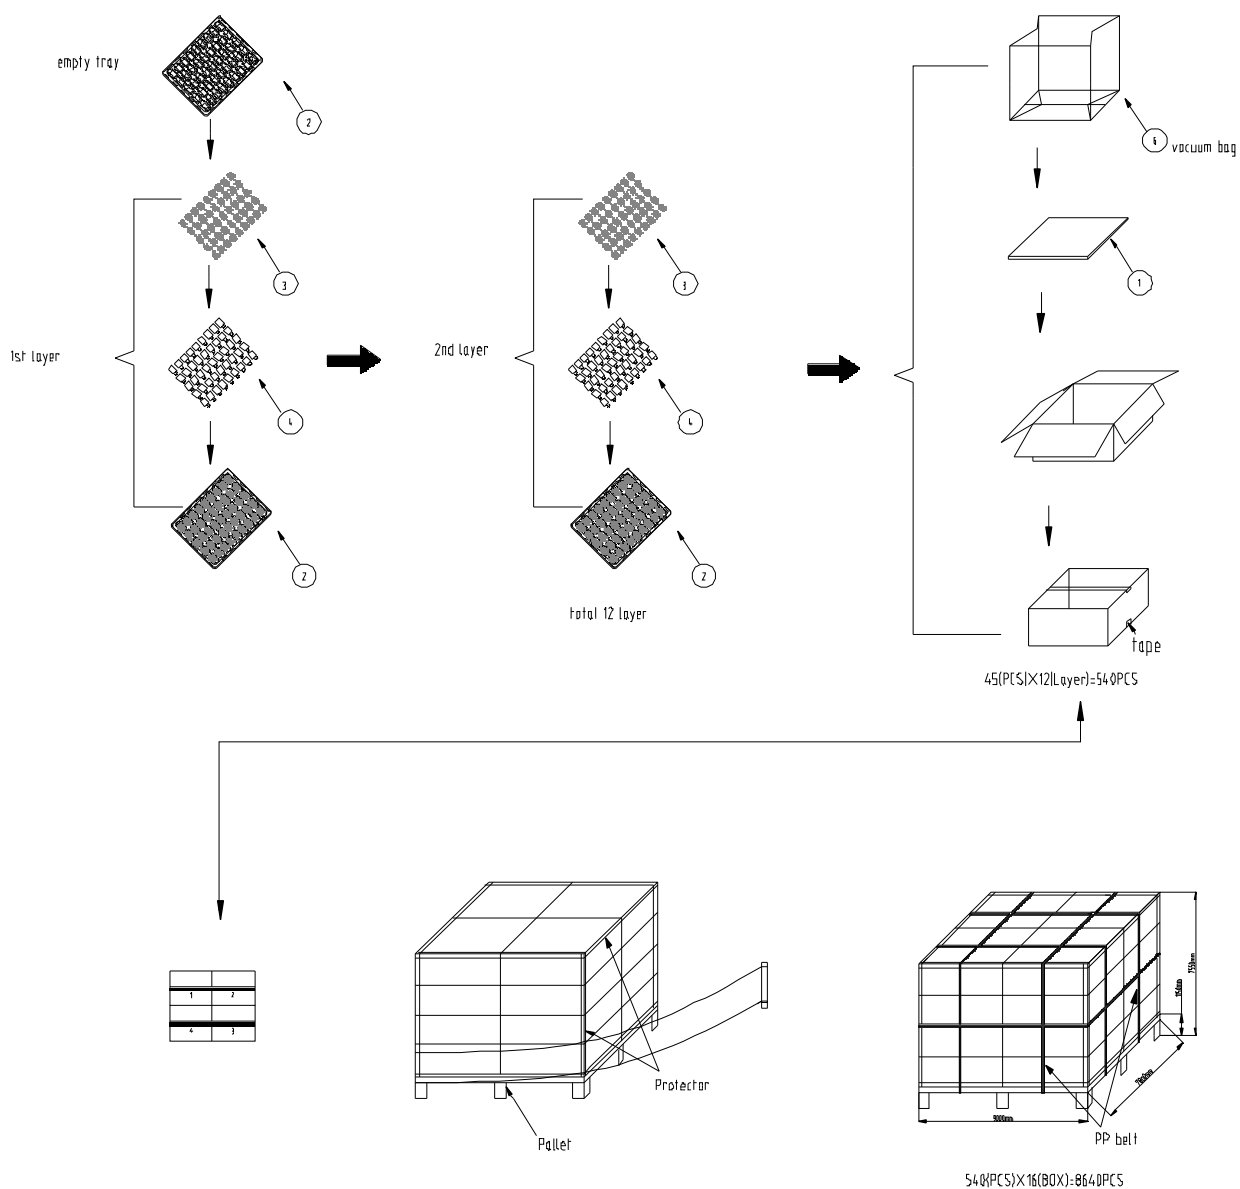 empty tray
2
6
vacuum bag
3
3
1
1st layer
2nd layer
4
4
2
2
total 12 layer
tape
45(PCS)X12(Layer)=540PCS
1
2
4
3
Protector
Pallet
PP belt
540(PCS)X16(BOX)=8640PCS